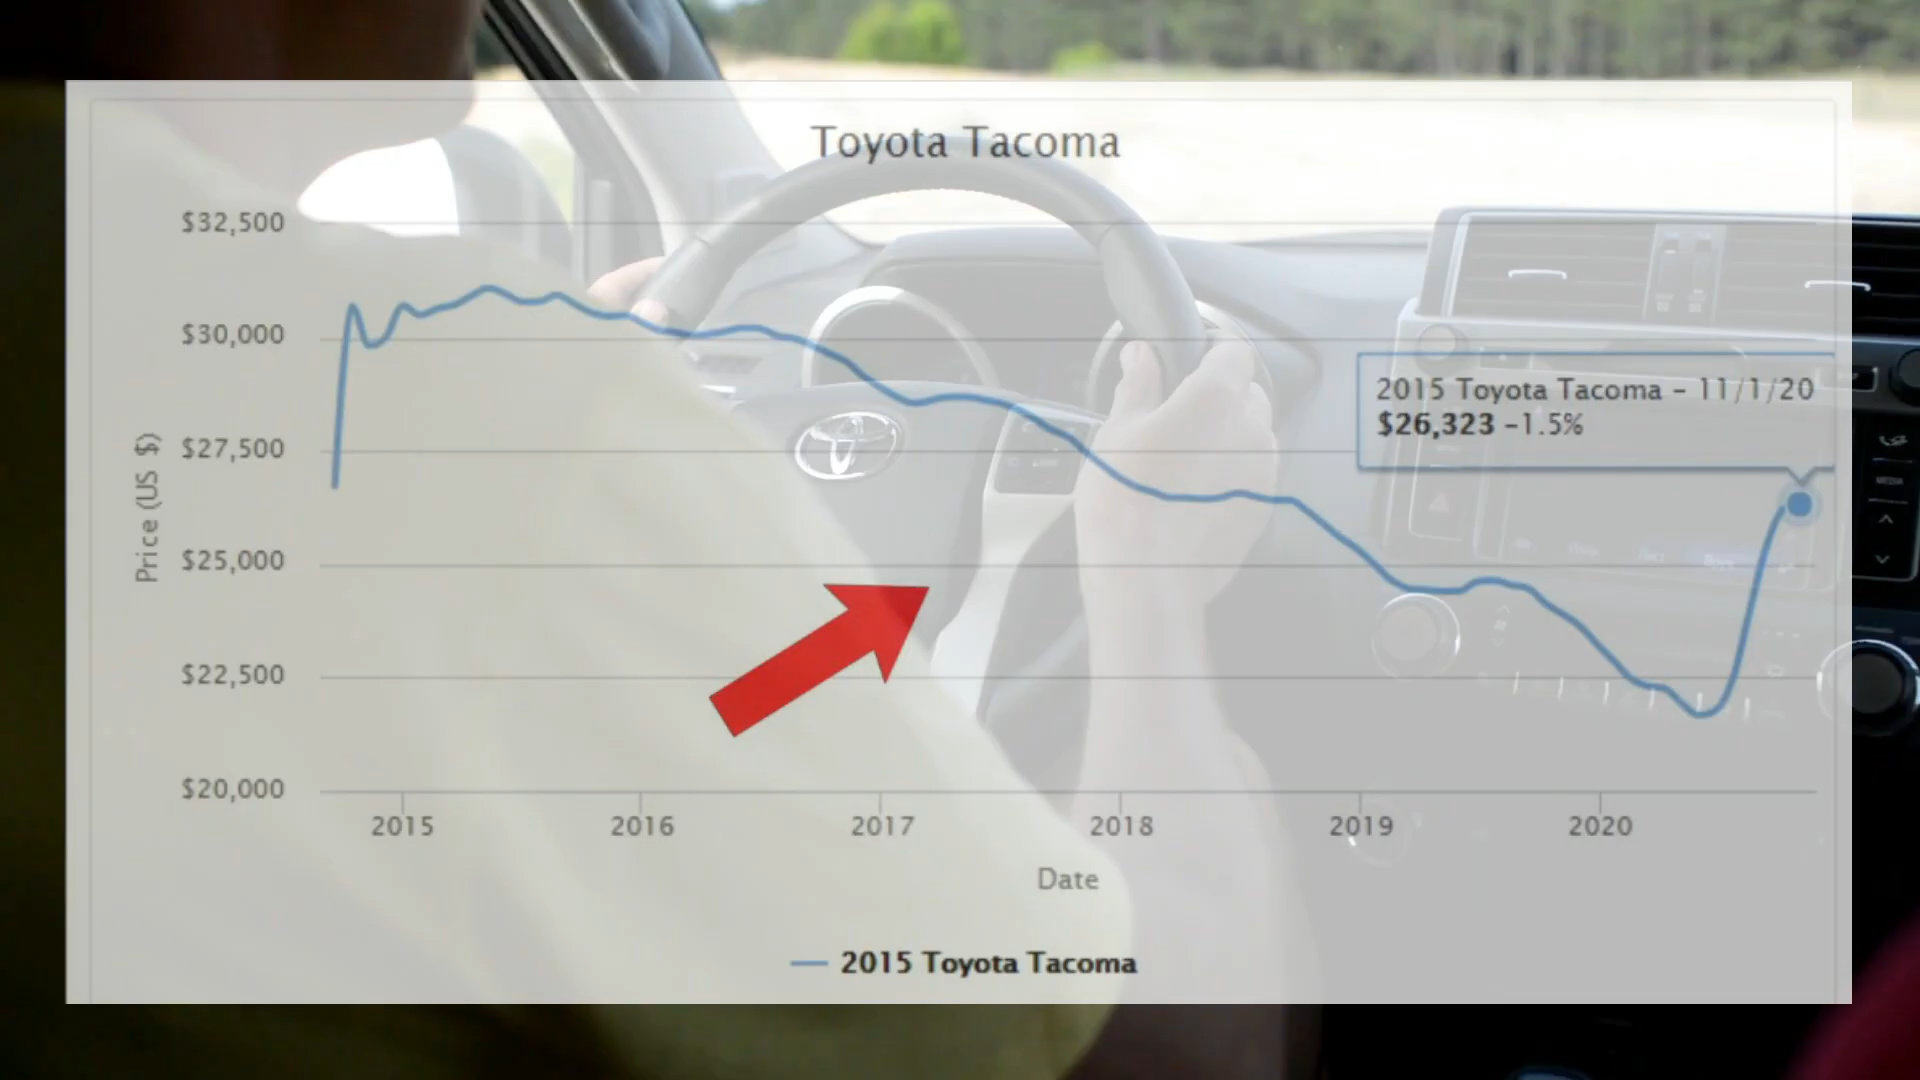 Toyota Tacoma
$32,500
$30,000
$27,500
$25,000
$22,500
$20,000
Price (US $)
2015 Toyota Tacoma – 11/1/20
$26,323 -1.5%
MEDIA
2015 2016 2017 2018 2019 2020
Date
2015 Toyota Tacoma